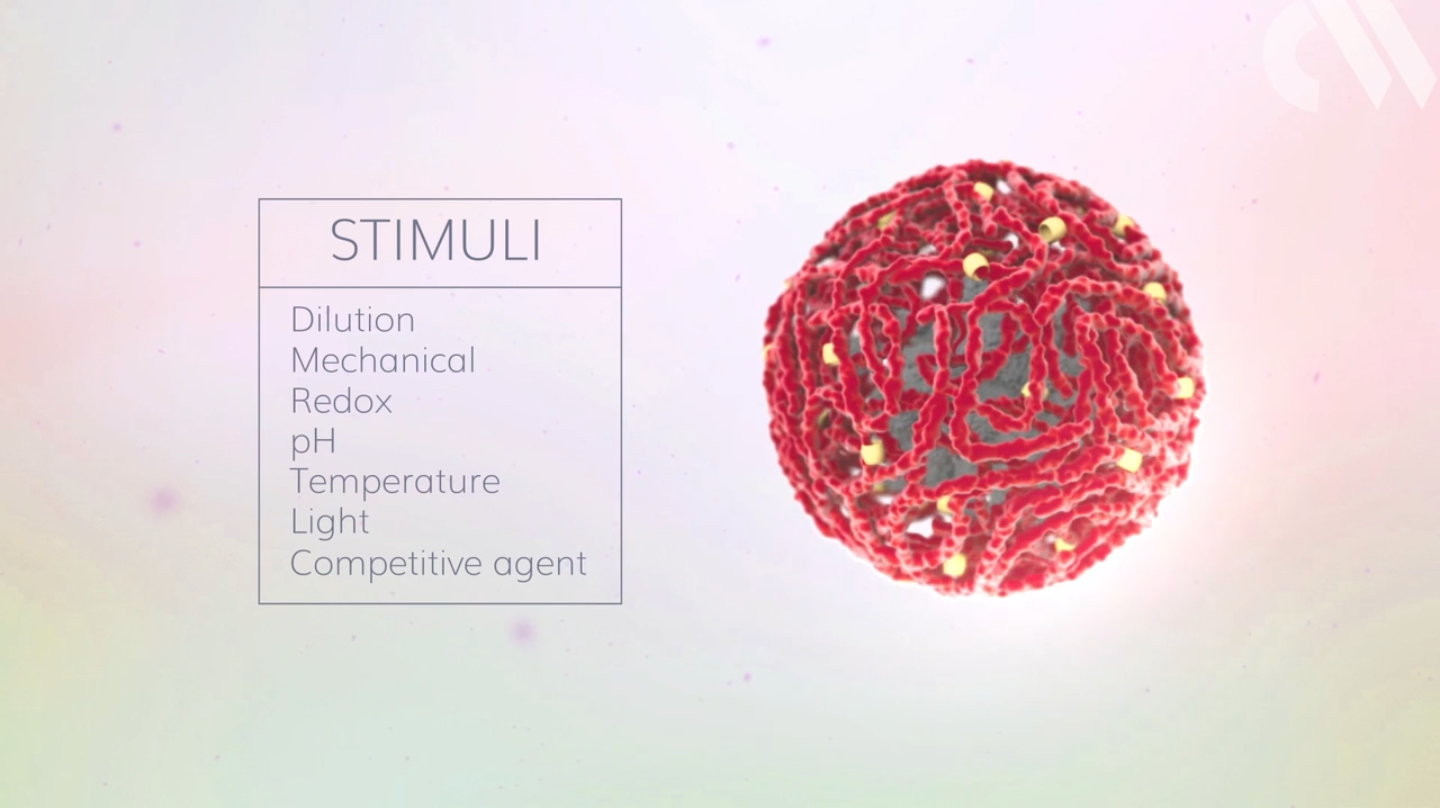 STIMULI
Dilution
Mechanical
Redox
pH
Temperature
Light
Competitive agent